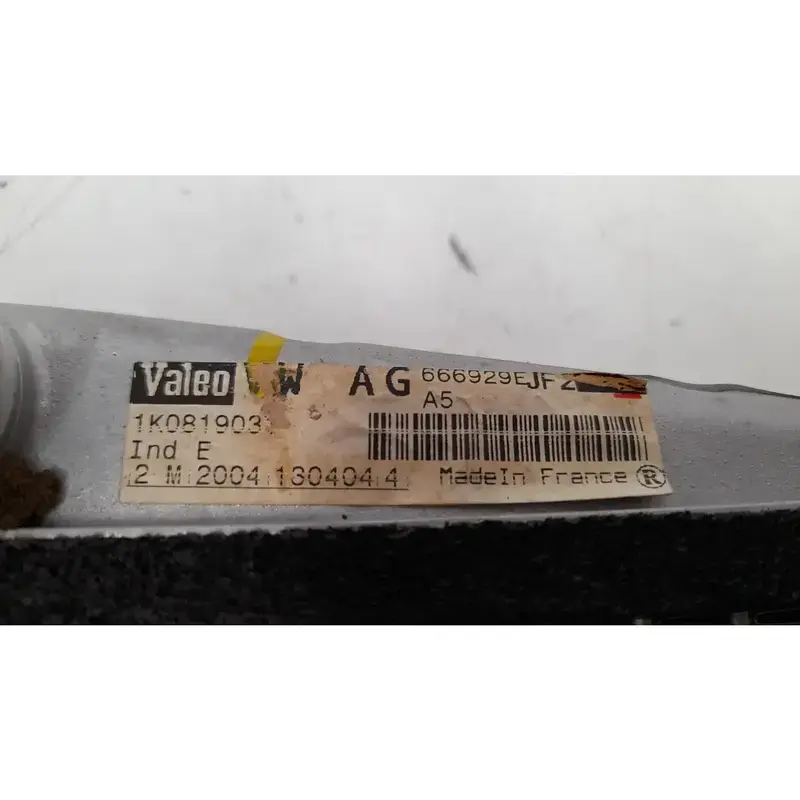 Valeo VW AG 666929EJF2
A5
1K081903
Ind E
2 M 2004 130404 4 MadeIn France ®